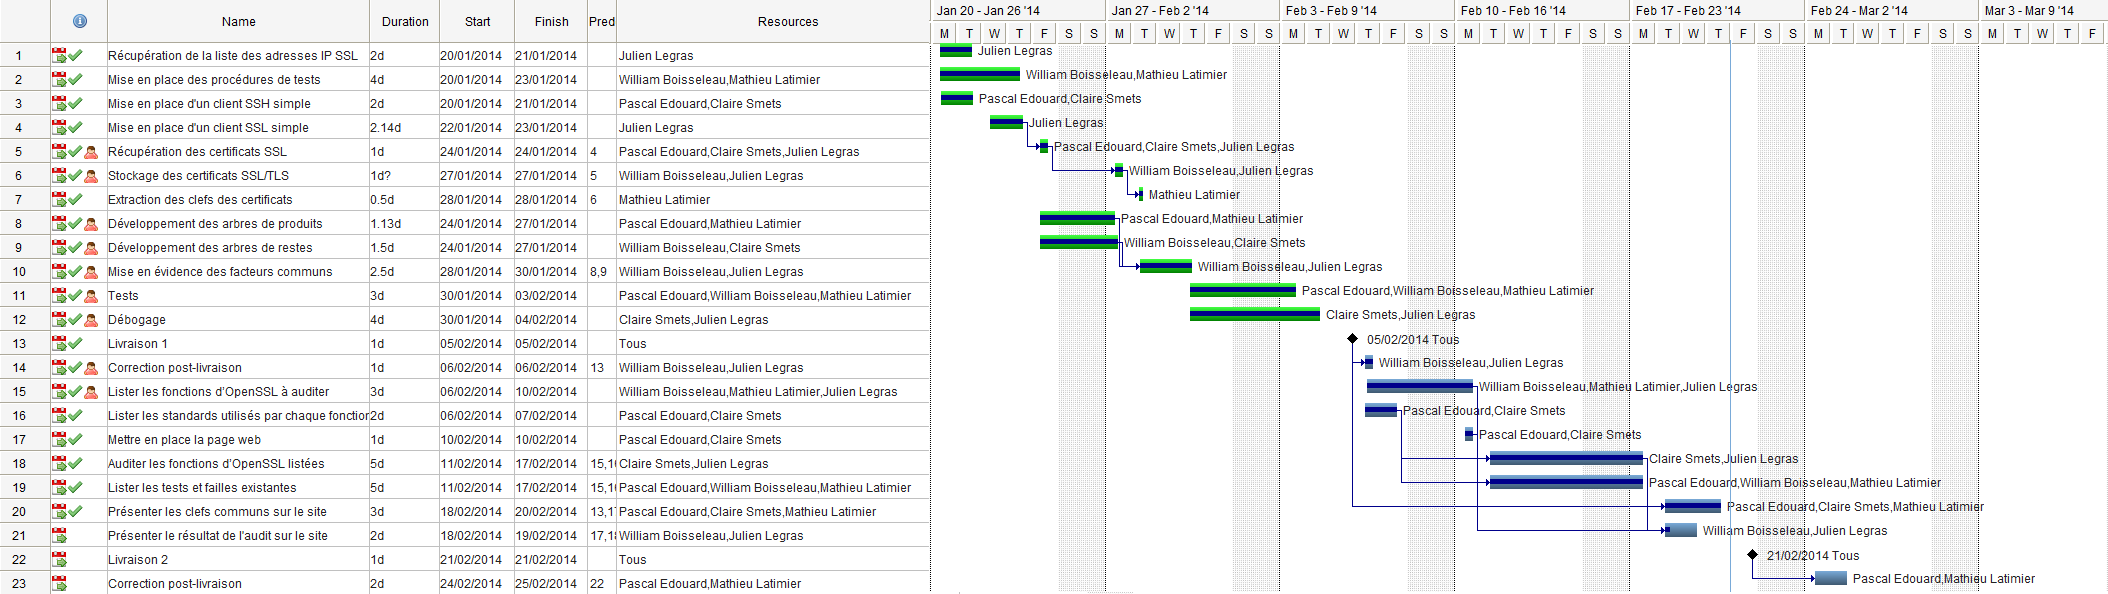 Name Duration Start Finish Pred Resources
Jan 20 - Jan 26 '14 Jan 27 - Feb 2 '14 Feb 3 - Feb 9 '14 Feb 10 - Feb 16 '14 Feb 17 - Feb 23 '14 Feb 24 - Mar 2 '14 Mar 3 - Mar 9 '14
M T W T F S S M T W T F S S M T W T F S S M T W T F S S M T W T F S S M T W T F S S M T W T F
1 Récupération de la liste des adresses IP SSL 2d 20/01/2014 21/01/2014 Julien Legras Julien Legras
2 Mise en place des procédures de tests 4d 20/01/2014 23/01/2014 William Boisseleau,Mathieu Latimier William Boisseleau,Mathieu Latimier
3 Mise en place d'un client SSH simple 2d 20/01/2014 21/01/2014 Pascal Edouard,Claire Smets Pascal Edouard,Claire Smets
4 Mise en place d'un client SSL simple 2.14d 22/01/2014 23/01/2014 Julien Legras Julien Legras
5 Récupération des certificats SSL 1d 24/01/2014 24/01/2014 4 Pascal Edouard,Claire Smets,Julien Legras Pascal Edouard,Claire Smets,Julien Legras
6 Stockage des certificats SSL/TLS 1d? 27/01/2014 27/01/2014 5 William Boisseleau,Julien Legras William Boisseleau,Julien Legras
7 Extraction des clefs des certificats 0.5d 28/01/2014 28/01/2014 6 Mathieu Latimier Mathieu Latimier
8 Développement des arbres de produits 1.13d 24/01/2014 27/01/2014 Pascal Edouard,Mathieu Latimier Pascal Edouard,Mathieu Latimier
9 Développement des arbres de restes 1.5d 24/01/2014 27/01/2014 William Boisseleau,Claire Smets William Boisseleau,Claire Smets
10 Mise en évidence des facteurs communs 2.5d 28/01/2014 30/01/2014 8,9 William Boisseleau,Julien Legras William Boisseleau,Julien Legras
11 Tests 3d 30/01/2014 03/02/2014 Pascal Edouard,William Boisseleau,Mathieu Latimier Pascal Edouard,William Boisseleau,Mathieu Latimier
12 Débogage 4d 30/01/2014 04/02/2014 Claire Smets,Julien Legras Claire Smets,Julien Legras
13 Livraison 1 1d 05/02/2014 05/02/2014 Tous 05/02/2014 Tous
14 Correction post-livraison 1d 06/02/2014 06/02/2014 13 William Boisseleau,Julien Legras William Boisseleau,Julien Legras
15 Lister les fonctions d'OpenSSL à auditer 3d 06/02/2014 10/02/2014 William Boisseleau,Mathieu Latimier,Julien Legras William Boisseleau,Mathieu Latimier,Julien Legras
16 Lister les standards utilisés par chaque fonction 2d 06/02/2014 07/02/2014 Pascal Edouard,Claire Smets Pascal Edouard,Claire Smets
17 Mettre en place la page web 1d 10/02/2014 10/02/2014 Pascal Edouard,Claire Smets Pascal Edouard,Claire Smets
18 Auditer les fonctions d'OpenSSL listées 5d 11/02/2014 17/02/2014 15,1 Claire Smets,Julien Legras Claire Smets,Julien Legras
19 Lister les tests et failles existantes 5d 11/02/2014 17/02/2014 15,1 Pascal Edouard,William Boisseleau,Mathieu Latimier Pascal Edouard,William Boisseleau,Mathieu Latimier
20 Présenter les clefs communs sur le site 3d 18/02/2014 20/02/2014 13,1 Pascal Edouard,Claire Smets,Mathieu Latimier Pascal Edouard,Claire Smets,Mathieu Latimier
21 Présenter le résultat de l'audit sur le site 2d 18/02/2014 19/02/2014 17,1 William Boisseleau,Julien Legras William Boisseleau,Julien Legras
22 Livraison 2 1d 21/02/2014 21/02/2014 Tous 21/02/2014 Tous
23 Correction post-livraison 2d 24/02/2014 25/02/2014 22 Pascal Edouard,Mathieu Latimier Pascal Edouard,Mathieu Latimier